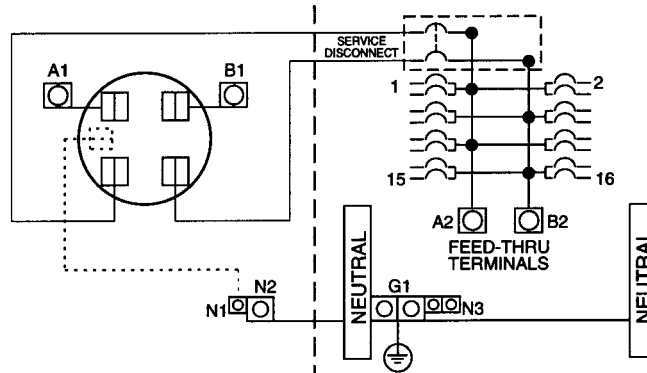 SERVICE
DISCONNECT
A1
B1
1
2
15
16
A2
B2
FEED-THRU
TERMINALS
NEUTRAL
N1
N2
G1
N3
NEUTRAL